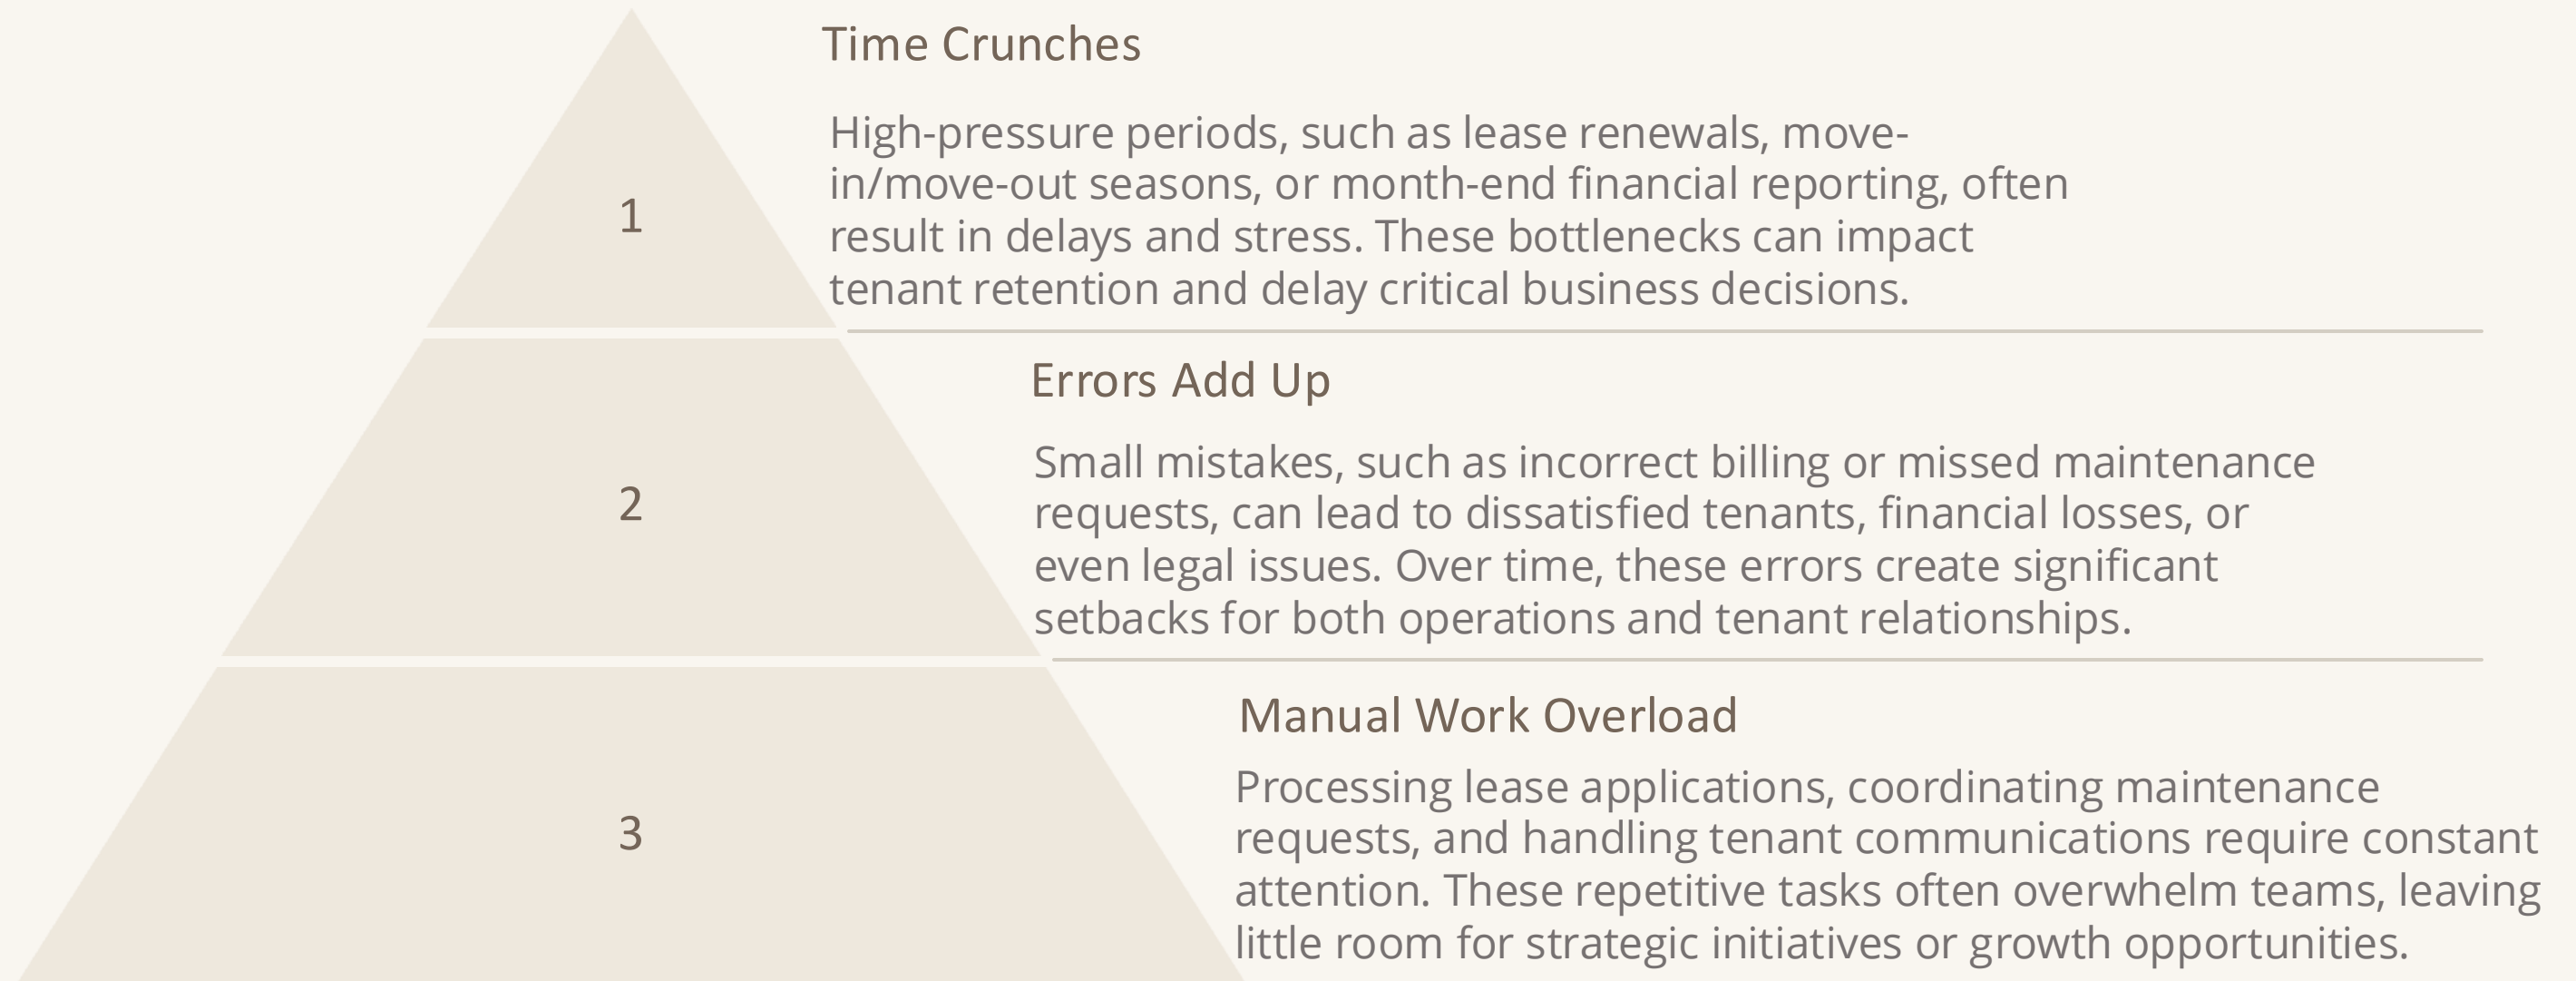 Time Crunches
High-pressure periods, such as lease renewals, move-
in/move-out seasons, or month-end financial reporting, often
result in delays and stress. These bottlenecks can impact
tenant retention and delay critical business decisions.
1
Errors Add Up
Small mistakes, such as incorrect billing or missed maintenance
requests, can lead to dissatisfied tenants, financial losses, or
even legal issues. Over time, these errors create significant
setbacks for both operations and tenant relationships.
2
Manual Work Overload
Processing lease applications, coordinating maintenance
requests, and handling tenant communications require constant
attention. These repetitive tasks often overwhelm teams, leaving
little room for strategic initiatives or growth opportunities.
3